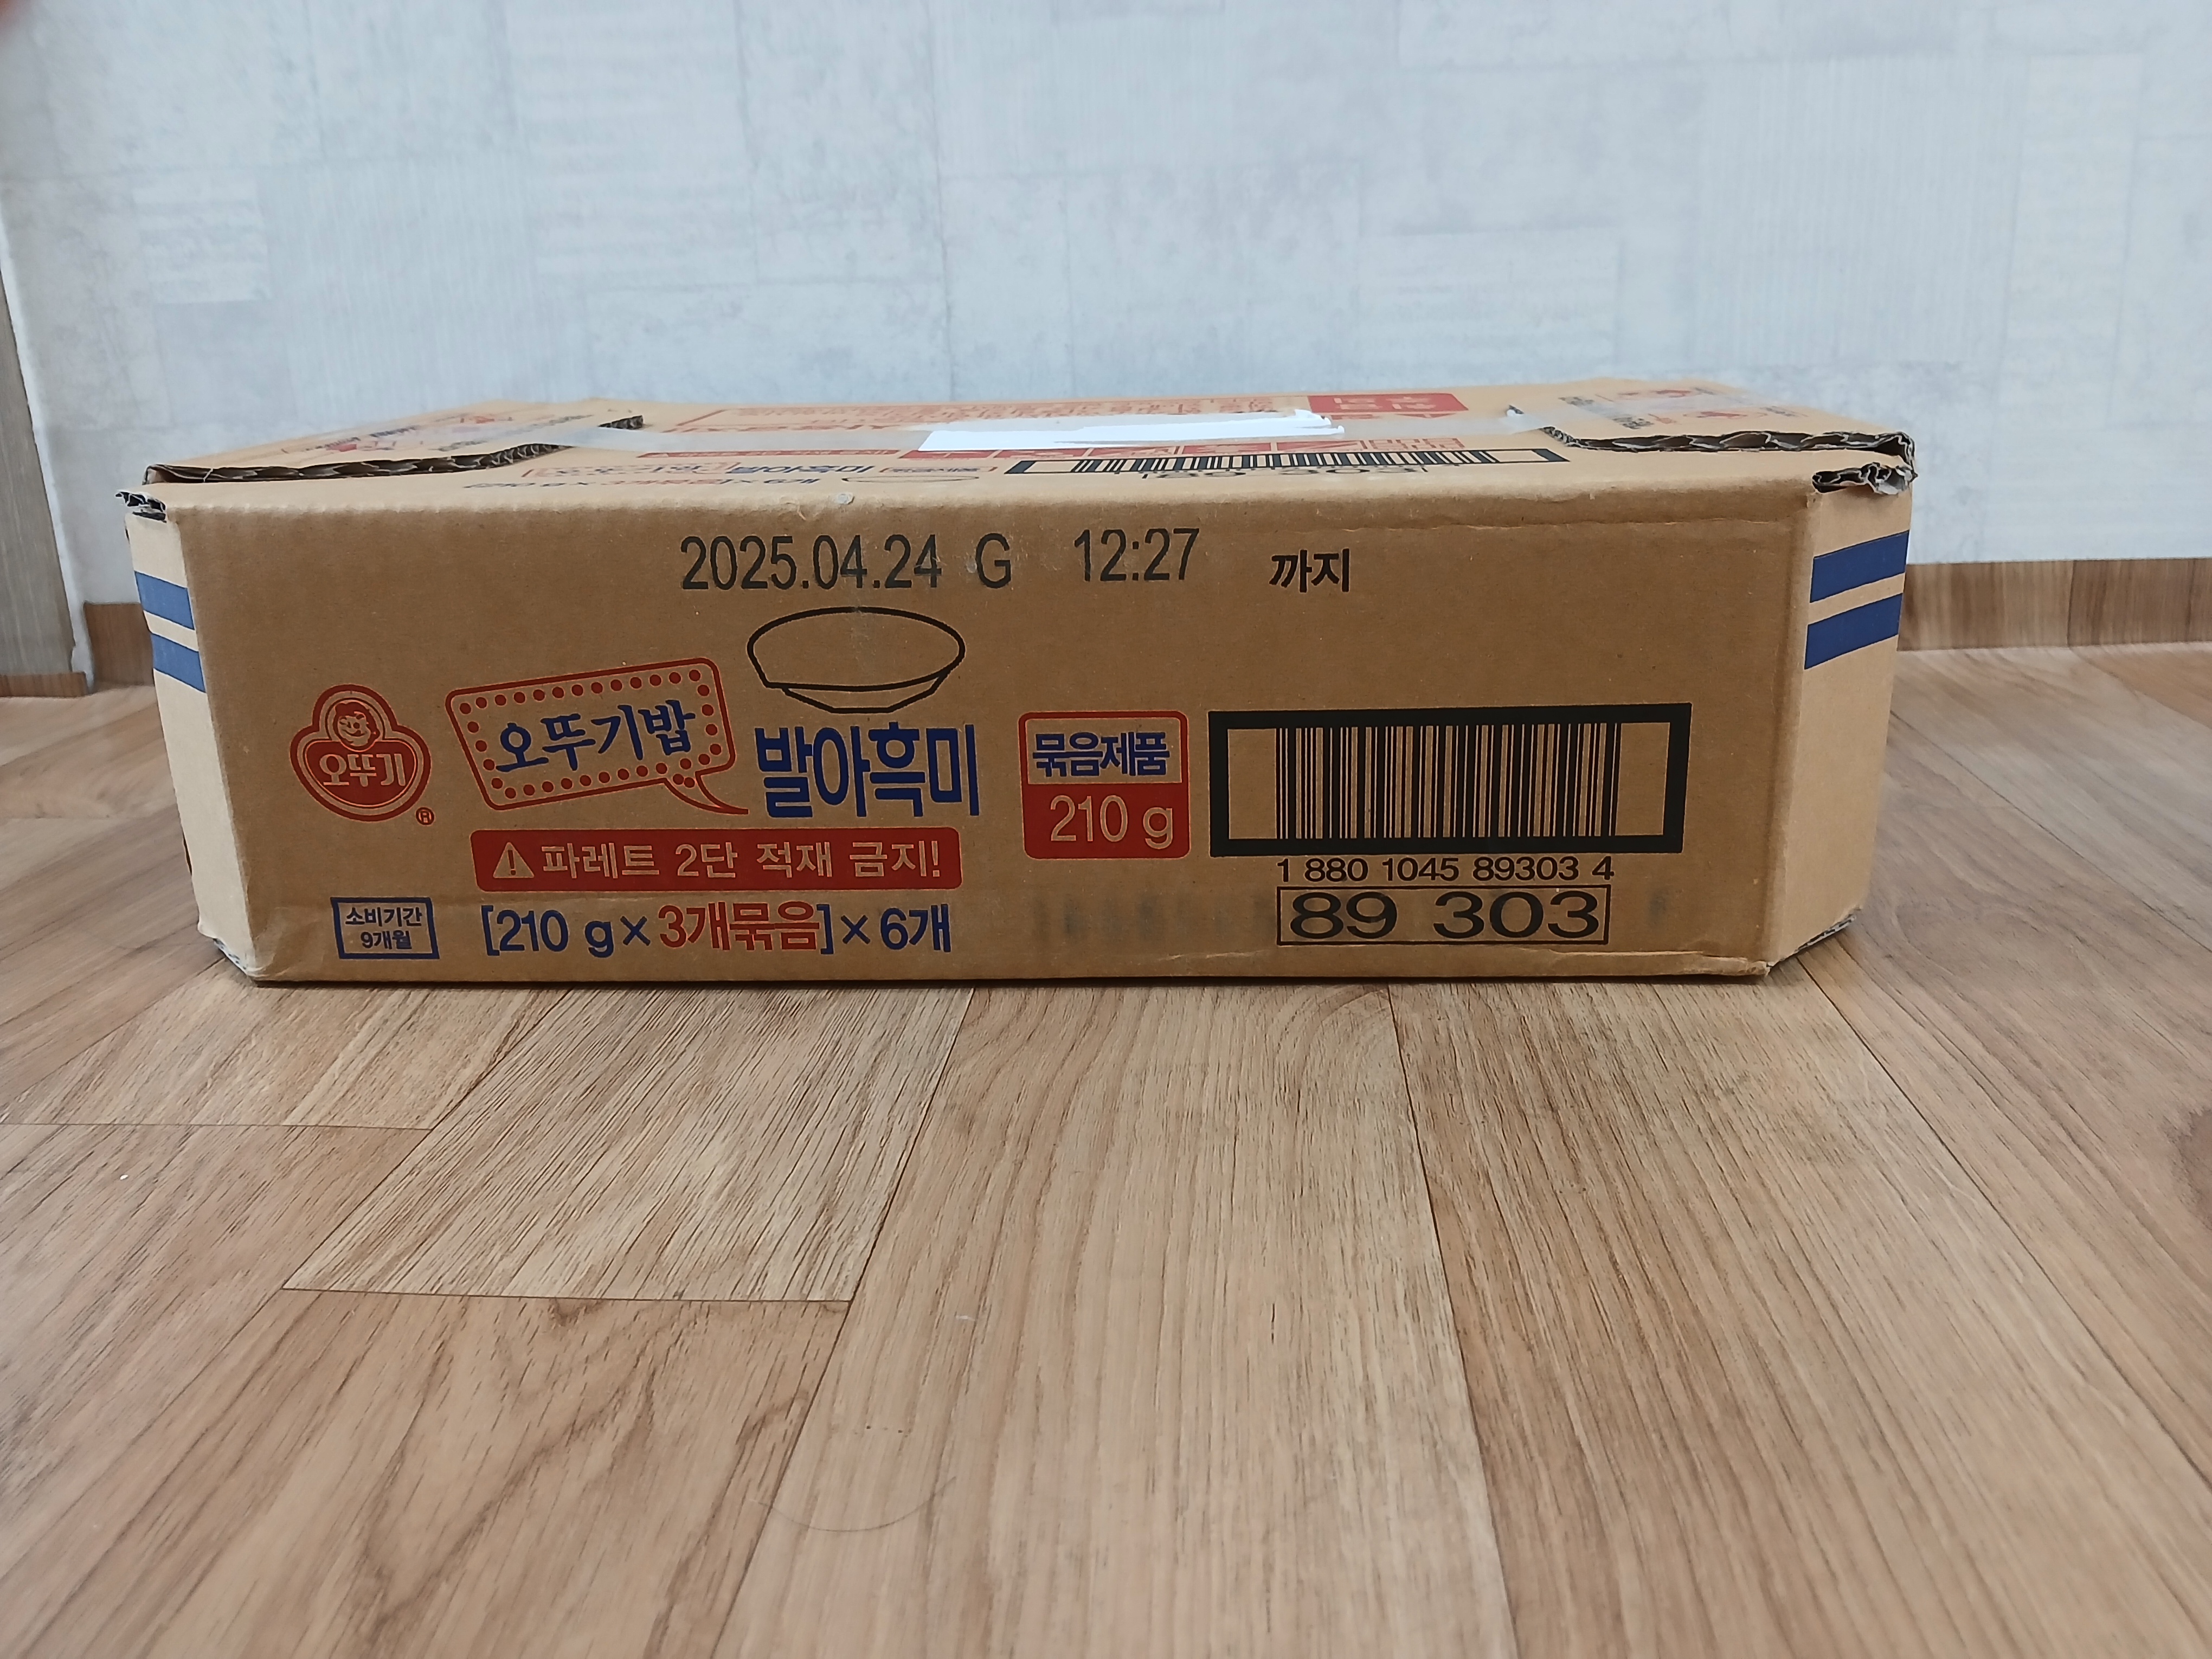 2025.04.24 G 12:27 까지
오뚜기
오뚜기밥
발아흑미
묶음제품
210 g
파레트 2단 적재 금지!
1 880 1045 89303 4
89 303
소비기간
9개월
[210 g×3개묶음]×6개